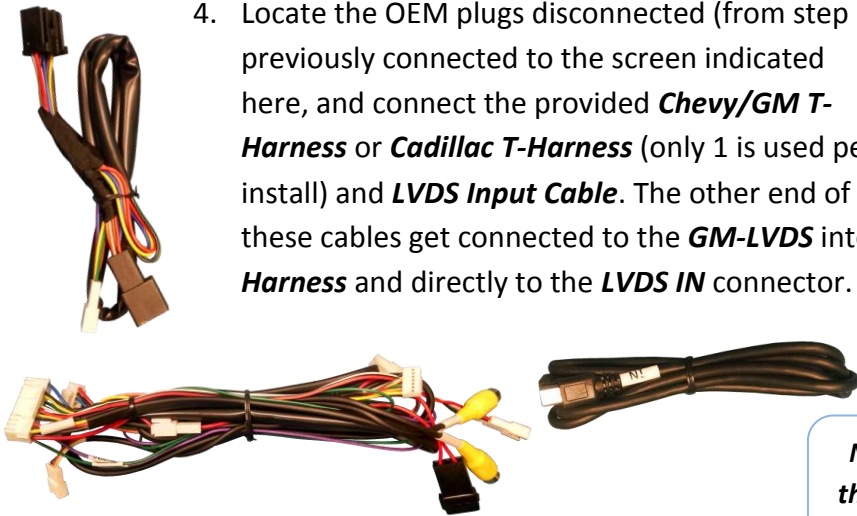 4. Locate the OEM plugs disconnected (from step
previously connected to the screen indicated
here, and connect the provided Chevy/GM T-
Harness or Cadillac T-Harness (only 1 is used
install) and LVDS Input Cable. The other end of
these cables get connected to the GM-LVDS
Harness and directly to the LVDS IN connector.
IN